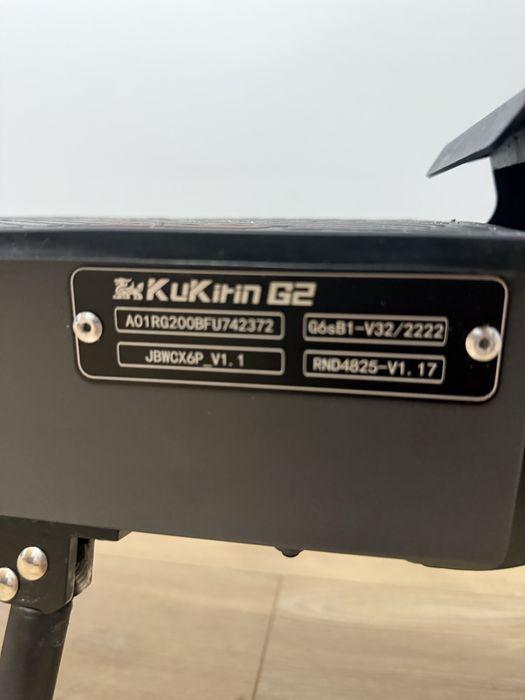 KuKirin G2
A01RG200BFU742372
G6sB1-V32/2222
JBWCX6P_V1.1
RND4825-V1.17